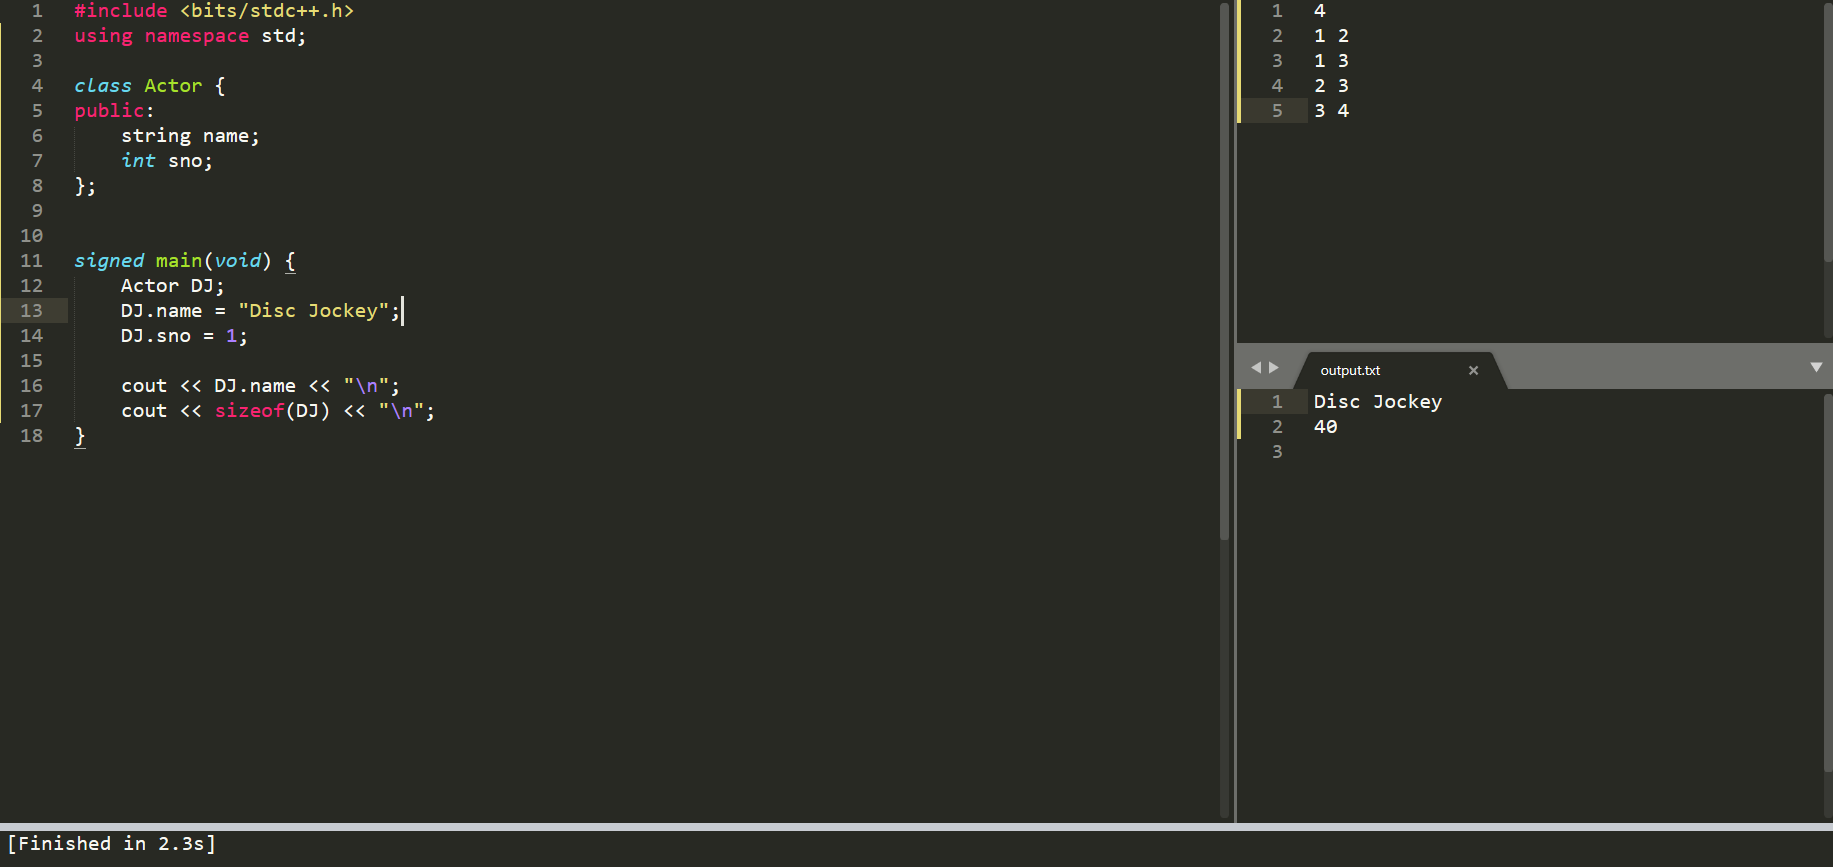 1 #include <bits/stdc++.h>
2 using namespace std;
3
4 class Actor {
5 public:
6     string name;
7     int sno;
8 };
9
10
11 signed main(void) {
12     Actor DJ;
13     DJ.name = "Disc Jockey";
14     DJ.sno = 1;
15
16     cout << DJ.name << "\n";
17     cout << sizeof(DJ) << "\n";
18 }
1 4
2 1 2
3 1 3
4 2 3
5 3 4
output.txt ×
1 Disc Jockey
2 40
3
[Finished in 2.3s]